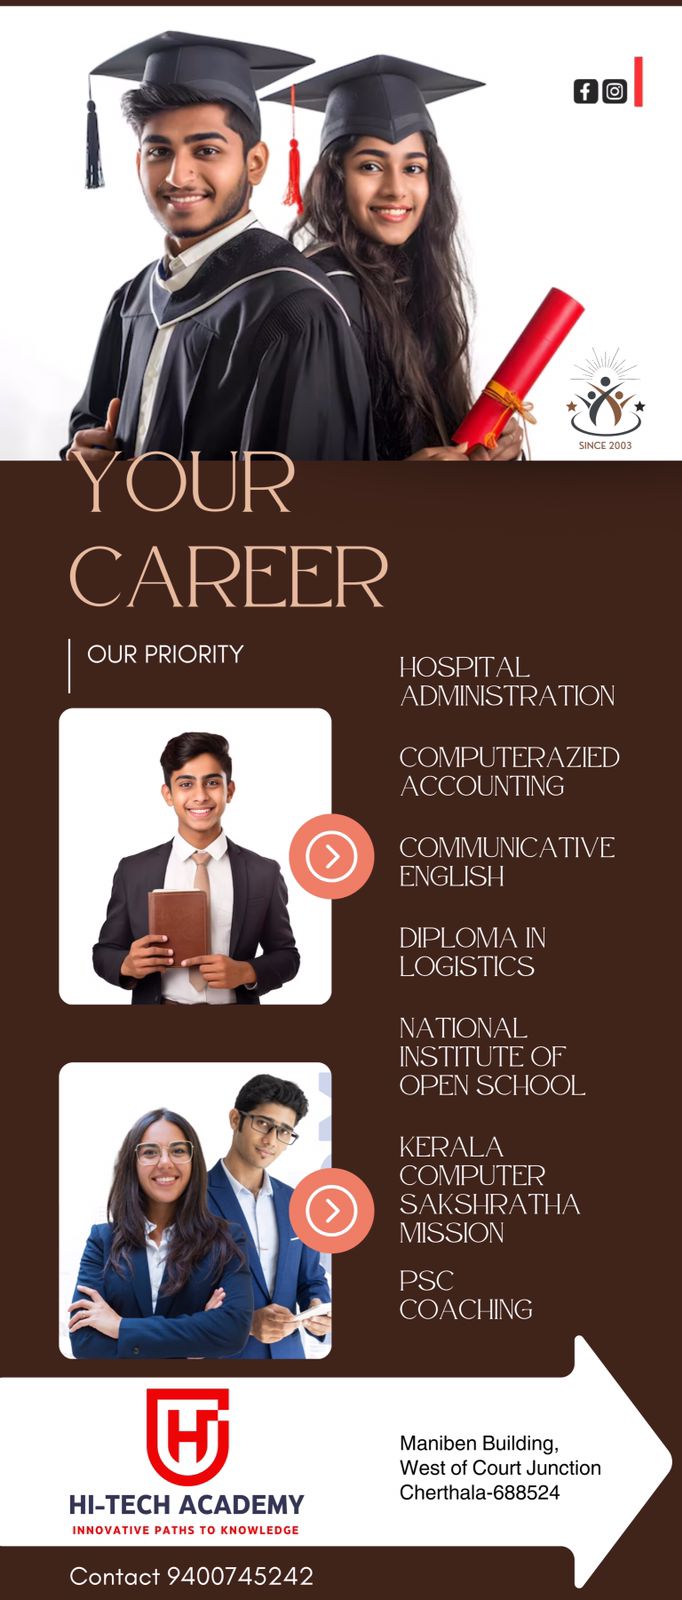 SINCE 2003
YOUR
CAREER
OUR PRIORITY
HOSPITAL
ADMINISTRATION
COMPUTERAZIED
ACCOUNTING
COMMUNICATIVE
ENGLISH
DIPLOMA IN
LOGISTICS
NATIONAL
INSTITUTE OF
OPEN SCHOOL
KERALA
COMPUTER
SAKSHRATHA
MISSION
PSC
COACHING
HI-TECH ACADEMY
INNOVATIVE PATHS TO KNOWLEDGE
Maniben Building,
West of Court Junction
Cherthala-688524
Contact 9400745242